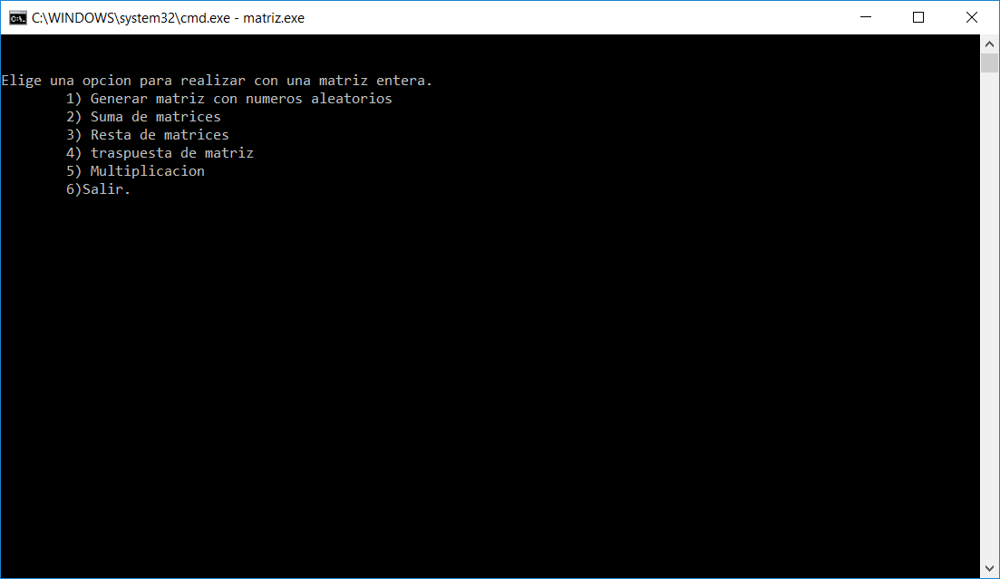 C:\WINDOWS\system32\cmd.exe - matriz.exe
Elige una opcion para realizar con una matriz entera.
1) Generar matriz con numeros aleatorios
2) Suma de matrices
3) Resta de matrices
4) traspuesta de matriz
5) Multiplicacion
6)Salir.